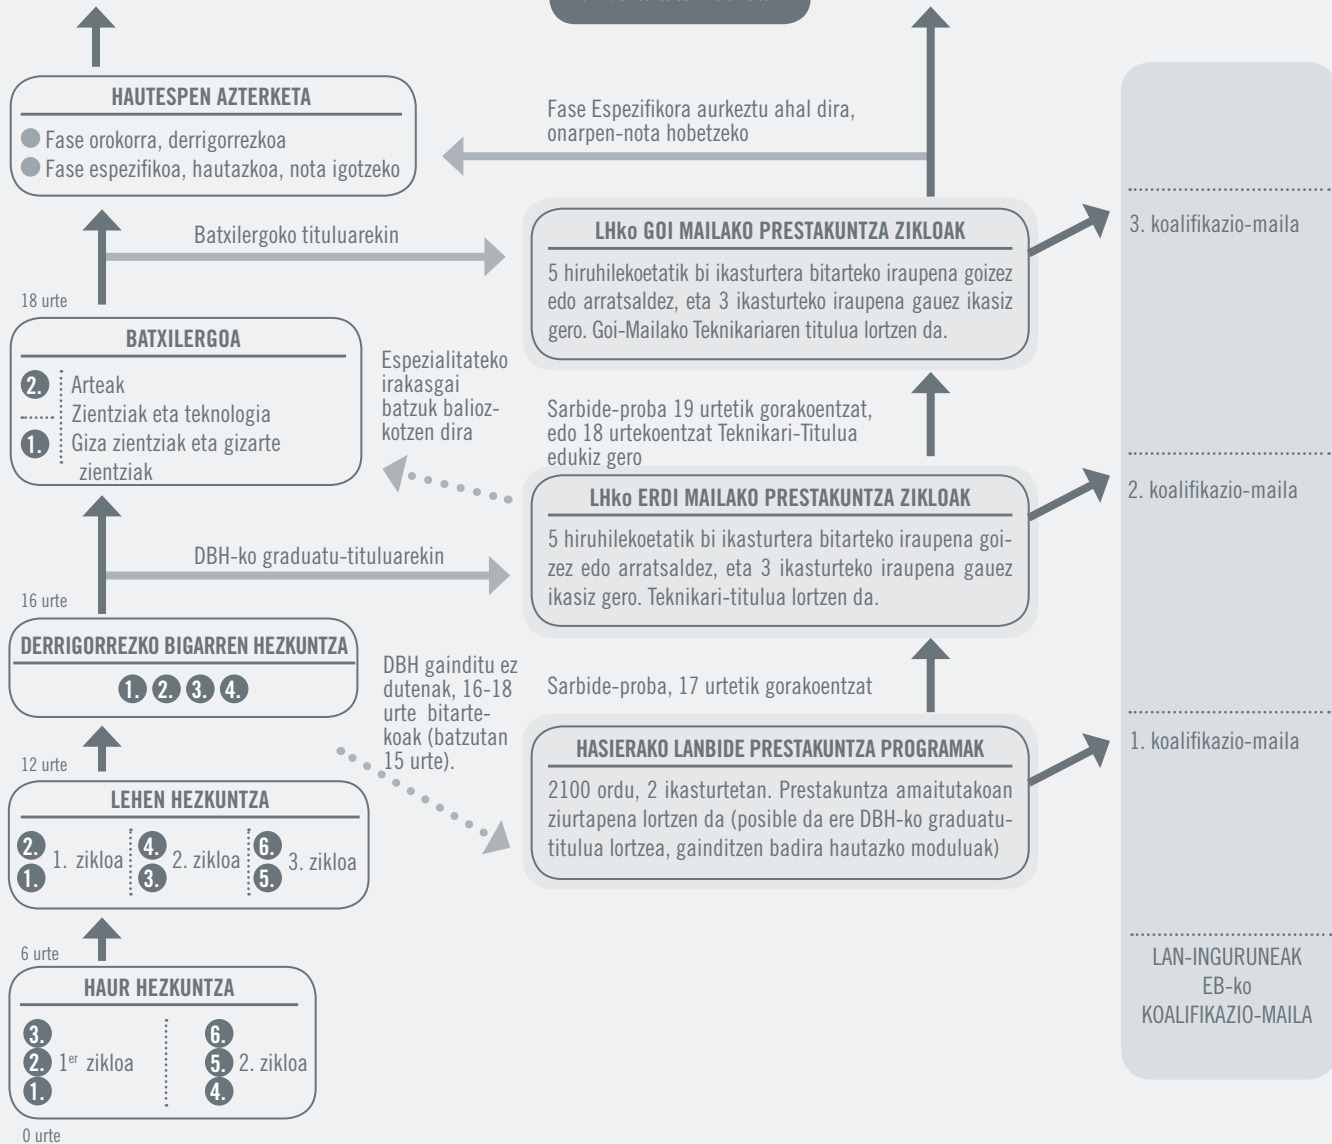 HAUTESPEN AZTERKETA
Fase orokorra, derrigorrezkoa
Fase espezifikoa, hautazkoa, nota igotzeko
Fase Espezifikora aurkeztu ahal dira,
onarpen-nota hobetzeko
Batxilergoko tituluarekin
LHko GOI MAILAKO PRESTAKUNTZA ZIKLOAK
5 hiruhilekoetatik bi ikasturtera bitarteko iraupena goizez
edo arratsaldez, eta 3 ikasturteko iraupena gauez ikasiz
gero. Goi-Mailako Teknikariaren titulua lortzen da.
3. koalifikazio-maila
18 urte
BATXILERGOA
2.
Arteak
Zientziak eta teknologia
1.
Giza zientziak eta gizarte
zientziak
Espezialitateko
irakasgai
batzuk balioz-
kotzen dira
Sarbide-proba 19 urtetik gorakoentzat,
edo 18 urtekoentzat Teknikari-Titulua
edukiz gero
LHko ERDI MAILAKO PRESTAKUNTZA ZIKLOAK
5 hiruhilekoetatik bi ikasturtera bitarteko iraupena goi-
zez edo arratsaldez, eta 3 ikasturteko iraupena gauez
ikasiz gero. Teknikari-titulua lortzen da.
2. koalifikazio-maila
DBH-ko graduatu-tituluarekin
16 urte
DERRIGORREZKO BIGARREN HEZKUNTZA
1. 2. 3. 4.
DBH gainditu ez
dutenak, 16-18
urte bitarte-
koak (batzutan
15 urte).
Sarbide-proba, 17 urtetik gorakoentzat
HASIERAKO LANBIDE PRESTAKUNTZA PROGRAMAK
2100 ordu, 2 ikasturtetan. Prestakuntza amaitutakoan
ziurtapena lortzen da (posible da ere DBH-ko graduatu-
titulua lortzea, gainditzen badira hautazko moduluak)
1. koalifikazio-maila
12 urte
LEHEN HEZKUNTZA
2.
1.
1. zikloa
4.
3.
2. zikloa
6.
5.
3. zikloa
6 urte
HAUR HEZKUNTZA
3.
2. 1er zikloa
1.
6.
5. 2. zikloa
4.
0 urte
LAN-INGURUNEAK
EB-ko
KOALIFIKAZIO-MAILA